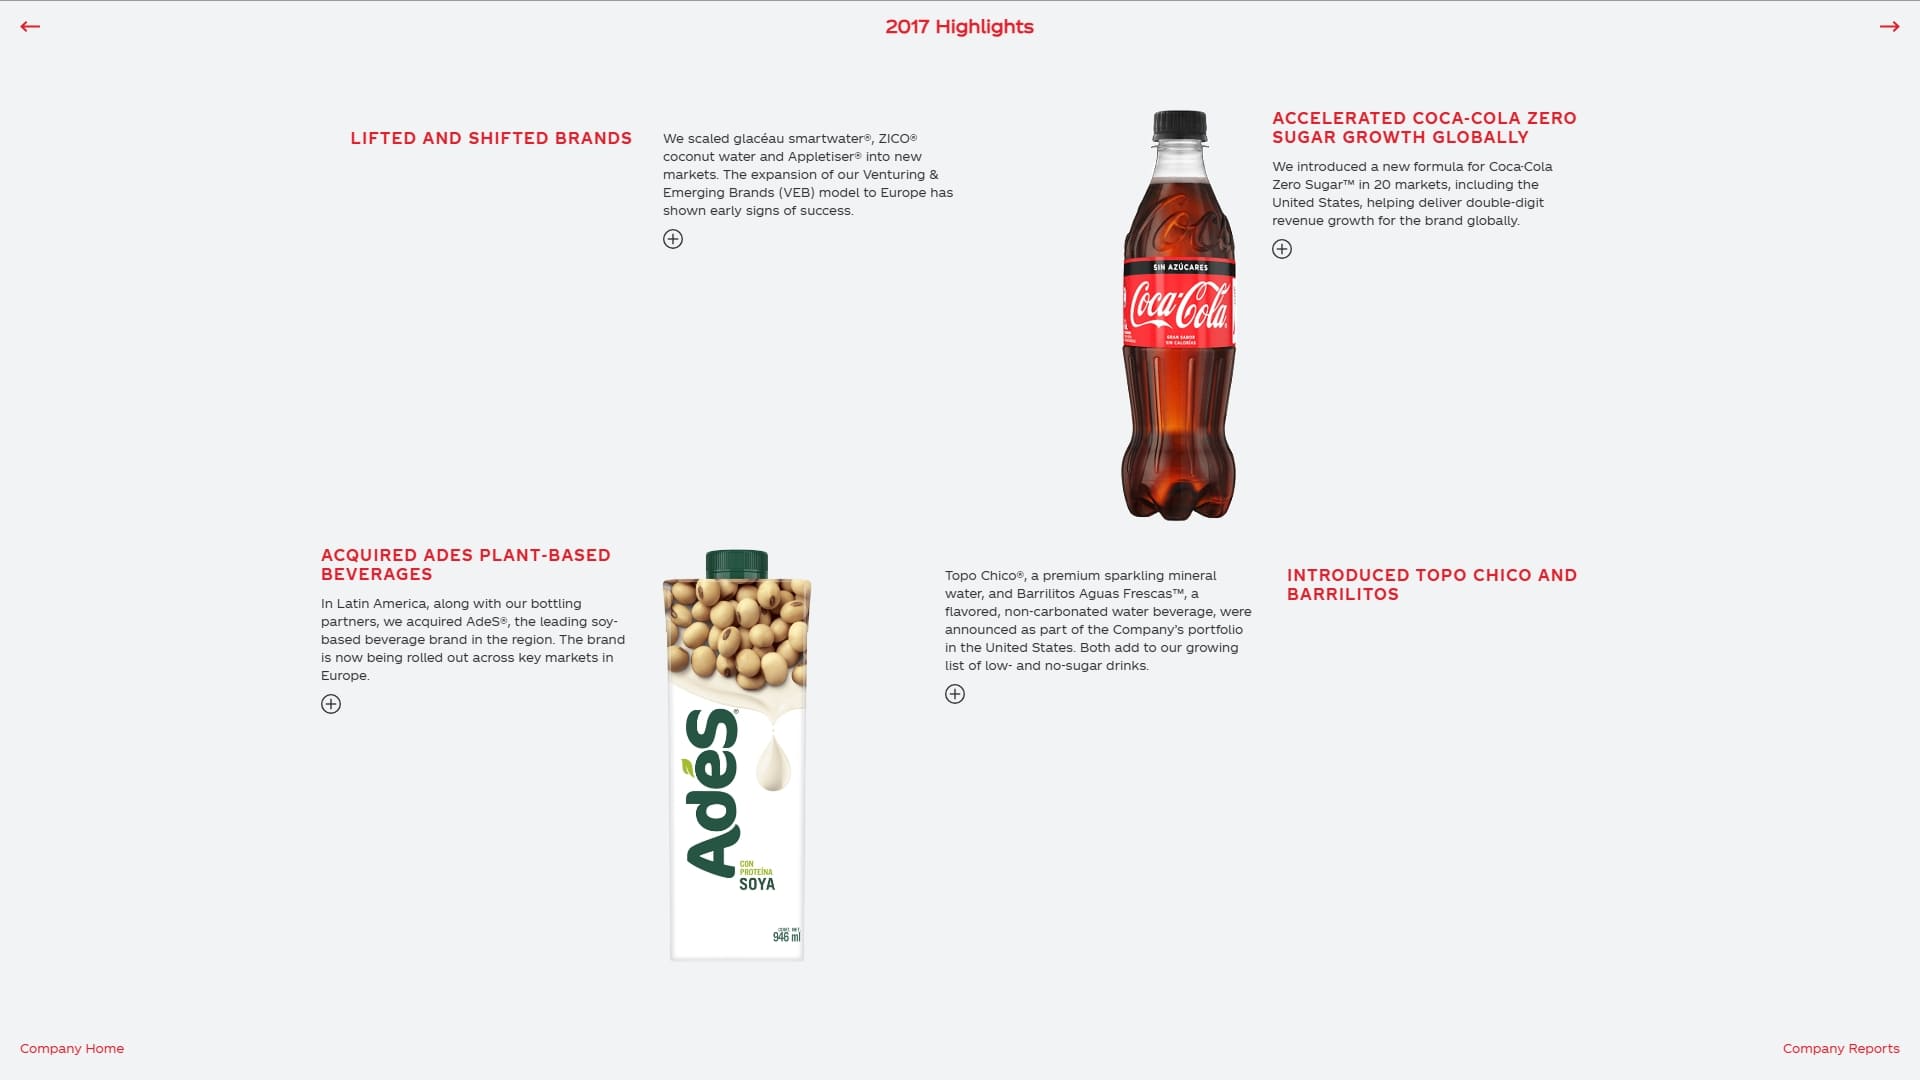 2017 Highlights
LIFTED AND SHIFTED BRANDS
We scaled glacéau smartwater®, ZICO®
coconut water and Appletiser® into new
markets. The expansion of our Venturing &
Emerging Brands (VEB) model to Europe has
shown early signs of success.
SIN AZÚCARES
Coca-Cola
GRAN SABOR
SIN CALORÍAS
ACCELERATED COCA-COLA ZERO
SUGAR GROWTH GLOBALLY
We introduced a new formula for Coca-Cola
Zero Sugar™ in 20 markets, including the
United States, helping deliver double-digit
revenue growth for the brand globally.
ACQUIRED ADES PLANT-BASED
BEVERAGES
In Latin America, along with our bottling
partners, we acquired AdeS®, the leading soy-
based beverage brand in the region. The brand
is now being rolled out across key markets in
Europe.
AdeS®
CON
PROTEÍNA
SOYA
CONT. NET.
946 ml
Topo Chico®, a premium sparkling mineral
water, and Barrilitos Aguas Frescas™, a
flavored, non-carbonated water beverage, were
announced as part of the Company's portfolio
in the United States. Both add to our growing
list of low- and no-sugar drinks.
INTRODUCED TOPO CHICO AND
BARRILITOS
Company Home
Company Reports